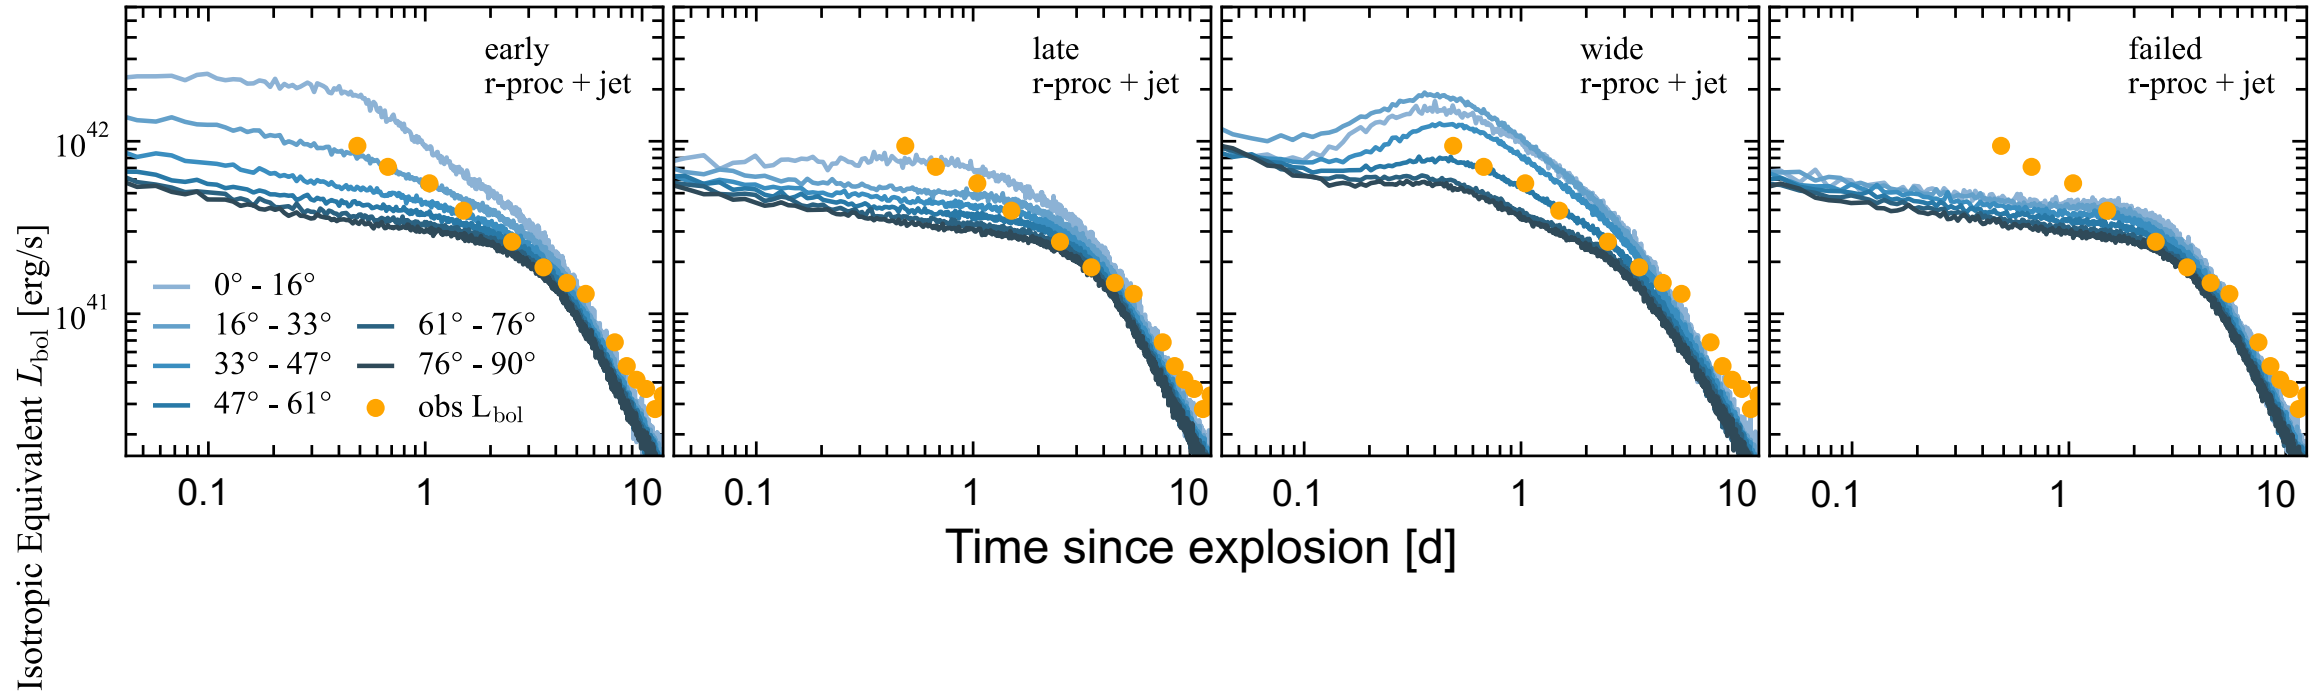 early
r-proc + jet
late
r-proc + jet
wide
r-proc + jet
failed
r-proc + jet
10^42
10^41
Isotropic Equivalent L_bol [erg/s]
0° - 16°
16° - 33°
33° - 47°
47° - 61°
61° - 76°
76° - 90°
obs L_bol
0.1 1 10
0.1 1 10
0.1 1 10
0.1 1 10
Time since explosion [d]